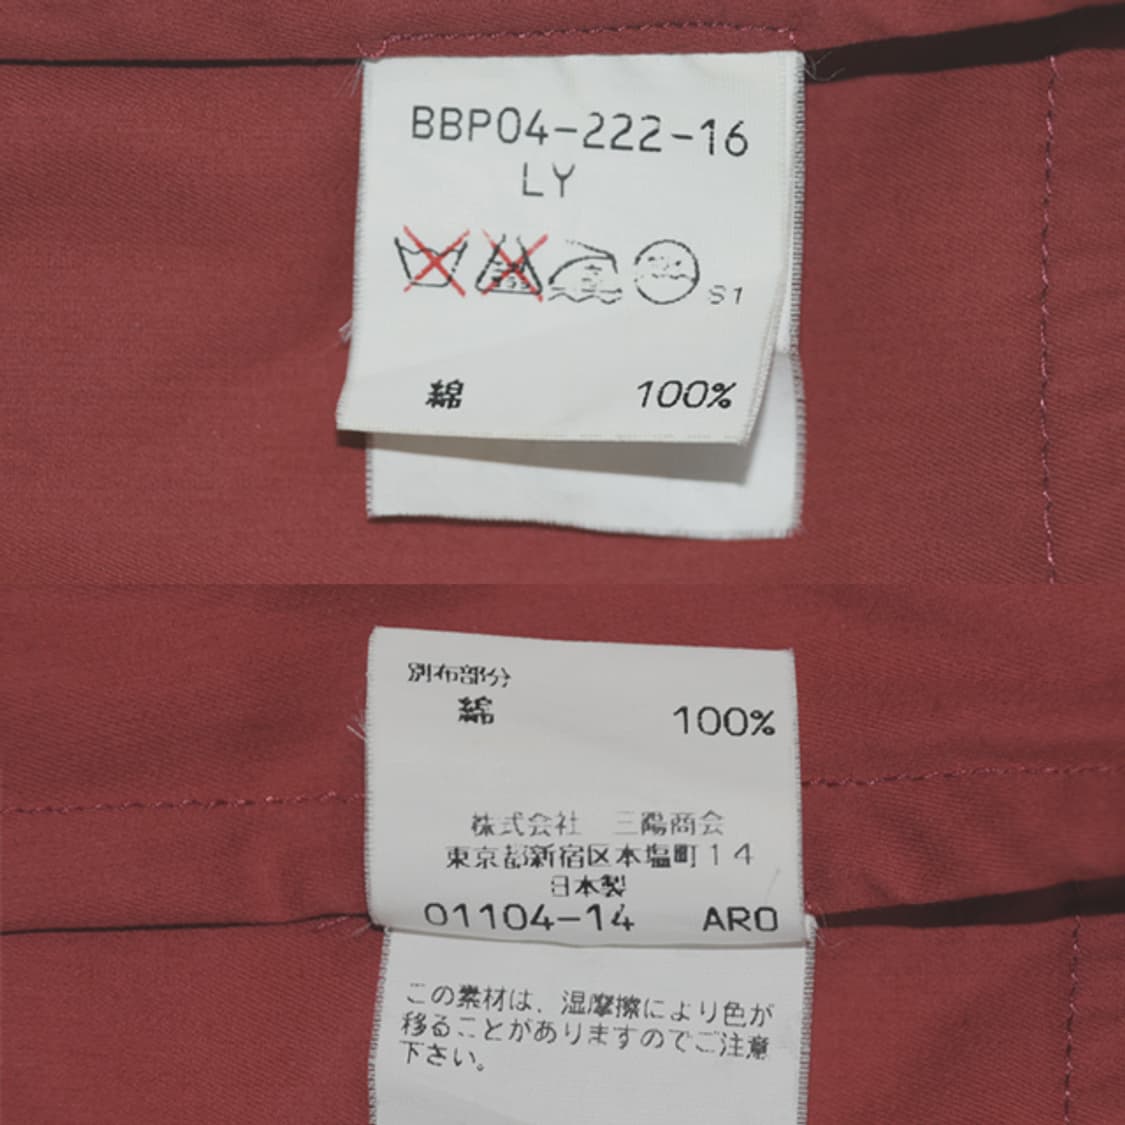 BBP04-222-16
LY
S1
綿 100%
別布部分
綿 100%
株式会社 三陽商会
東京都新宿区本塩町14
日本製
01104-14 ARO
この素材は、湿摩擦により色が
移ることがありますのでご注意
下さい。